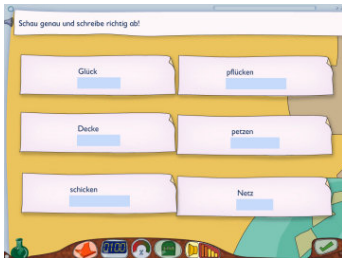 Schau genau und schreibe richtig ab!
Glück
pflücken
Decke
petzen
schicken
Netz